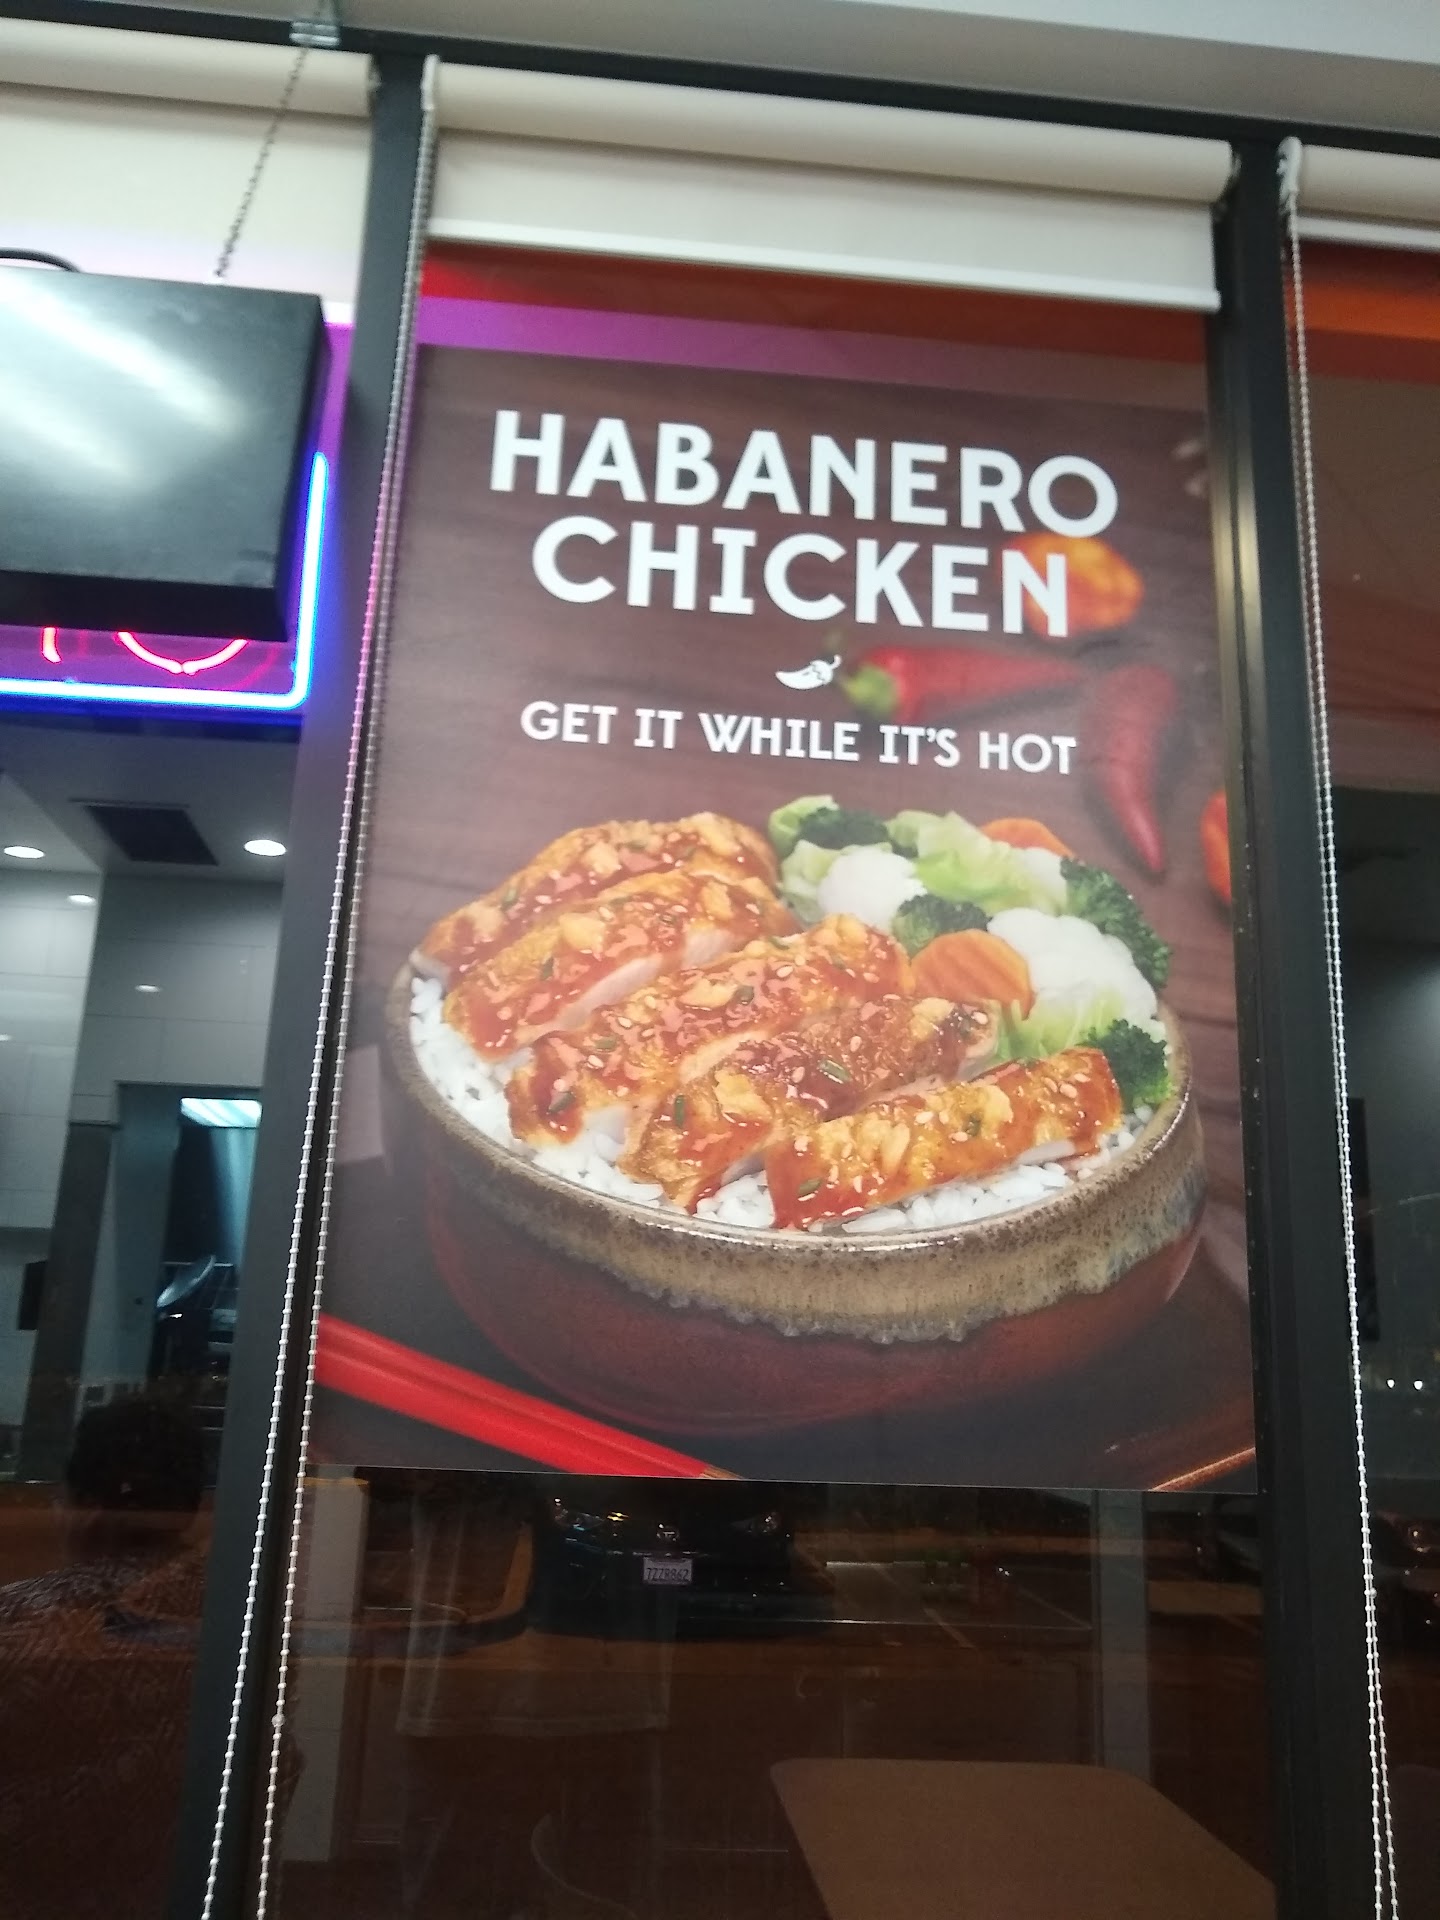 HABANERO
CHICKEN
GET IT WHILE IT'S HOT